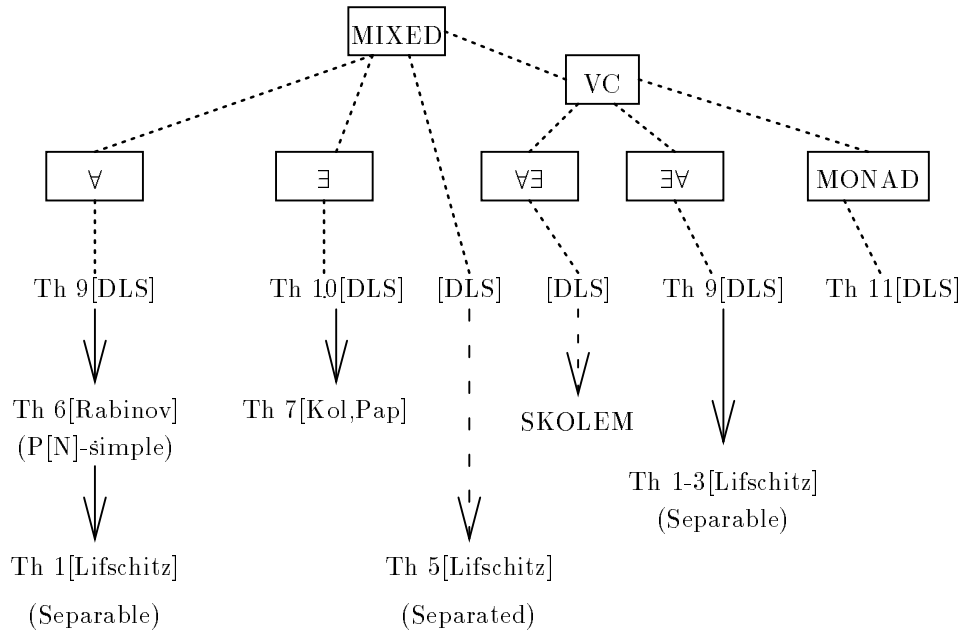 MIXED
VC
∀
∃
∀∃
∃∀
MONAD
Th 9[DLS]
Th 10[DLS]
[DLS]
[DLS]
Th 9[DLS]
Th 11[DLS]
Th 6[Rabinov]
(P[N]-simple)
Th 7[Kol,Pap]
SKOLEM
Th 1-3[Lifschitz]
(Separable)
Th 1[Lifschitz]
(Separable)
Th 5[Lifschitz]
(Separated)